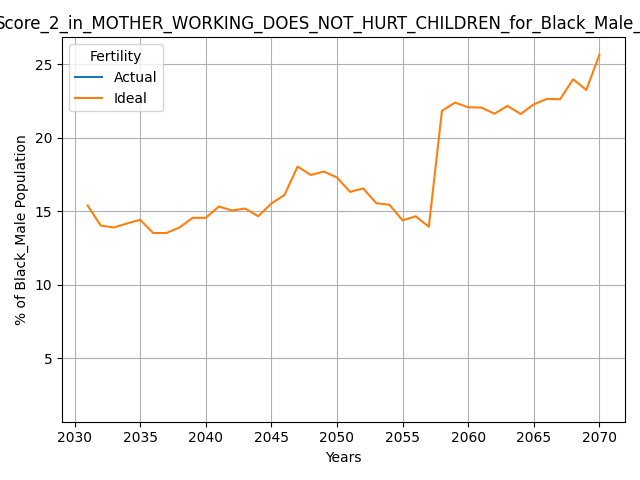 Score_2_in_MOTHER_WORKING_DOES_NOT_HURT_CHILDREN_for_Black_Male_
Fertility
Actual
Ideal
% of Black_Male Population
25
20
15
10
5
2030 2035 2040 2045 2050 2055 2060 2065 2070
Years